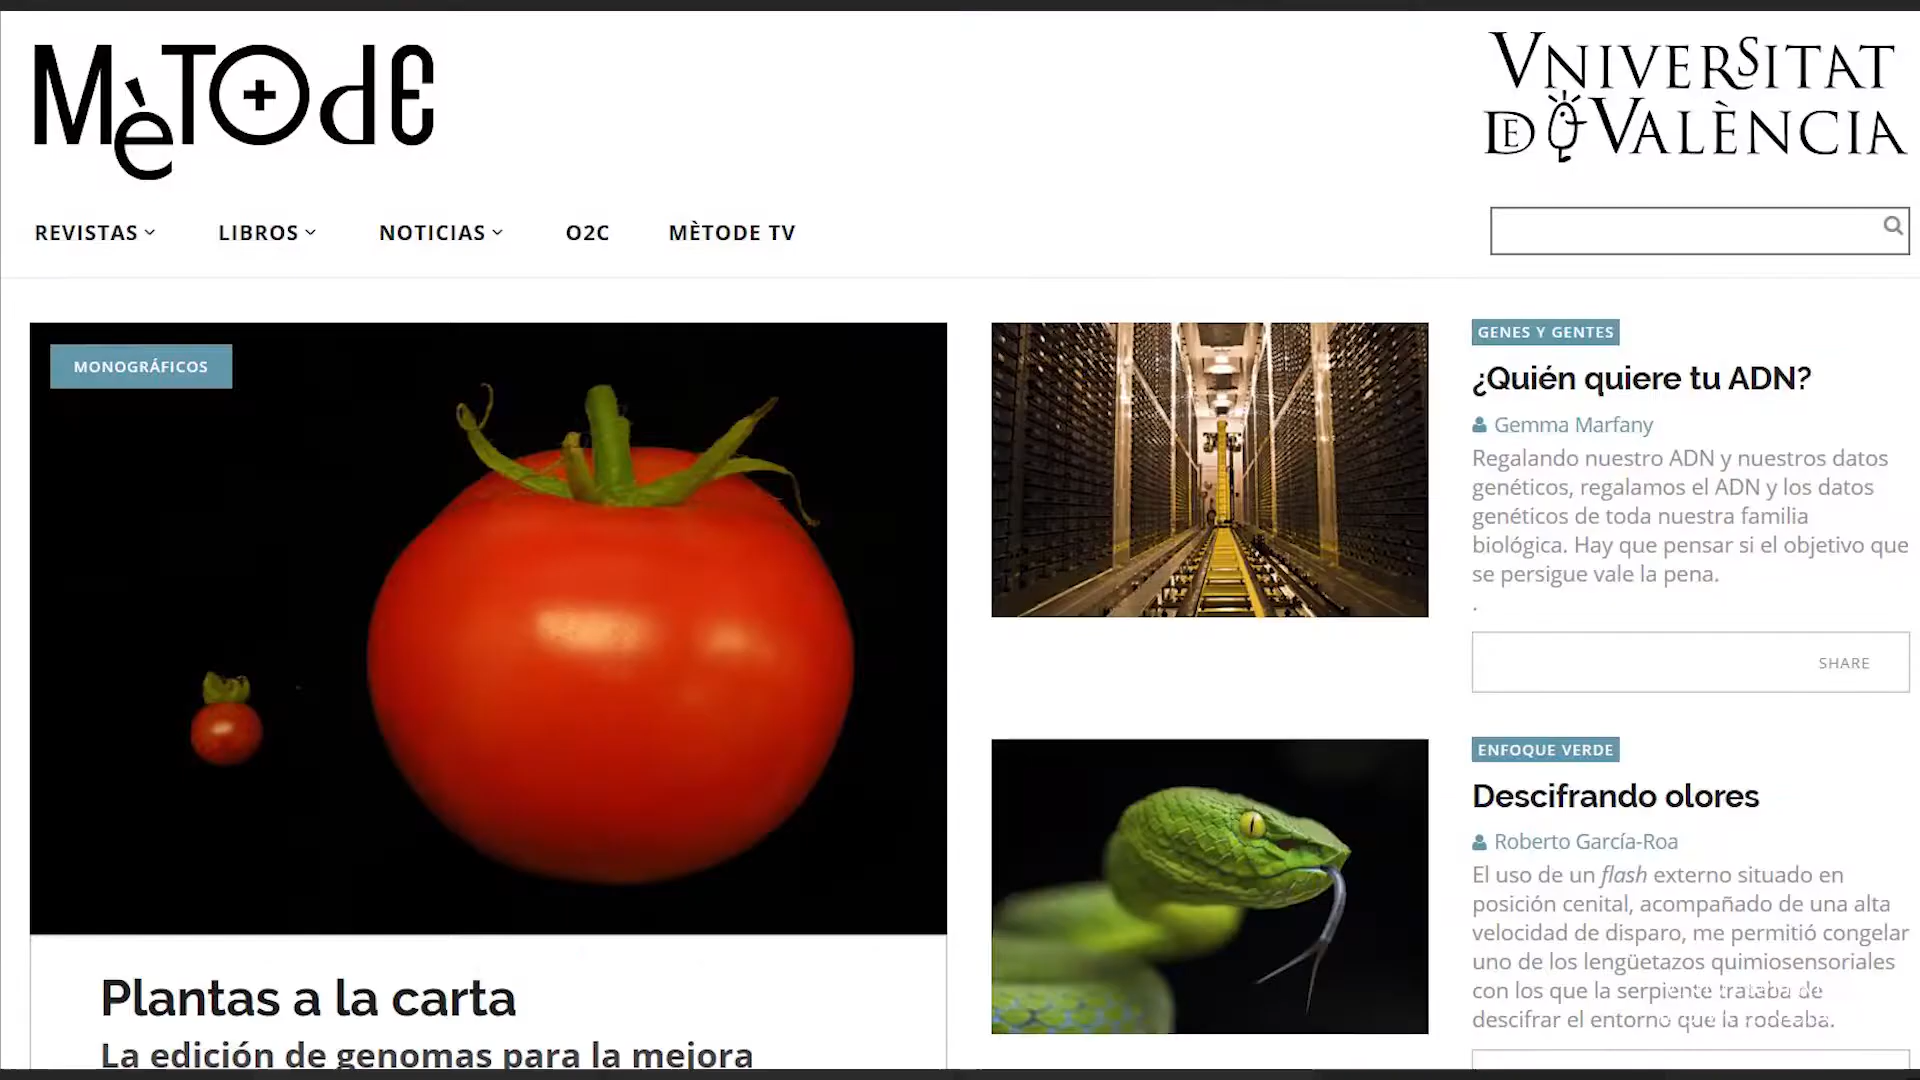 MèTOdE
VNIVERSITAT
DE VALÈNCIA
REVISTAS
LIBROS
NOTICIAS
O2C
MÈTODE TV
MONOGRÁFICOS
Plantas a la carta
La edición de genomas para la mejora
GENES Y GENTES
¿Quién quiere tu ADN?
Gemma Marfany
Regalando nuestro ADN y nuestros datos
genéticos, regalamos el ADN y los datos
genéticos de toda nuestra familia
biológica. Hay que pensar si el objetivo que
se persigue vale la pena.
.
SHARE
ENFOQUE VERDE
Descifrando olores
Roberto García-Roa
El uso de un flash externo situado en
posición cenital, acompañado de una alta
velocidad de disparo, me permitió congelar
uno de los lengüetazos quimiosensoriales
con los que la serpiente trataba de
descifrar el entorno que la rodeaba.